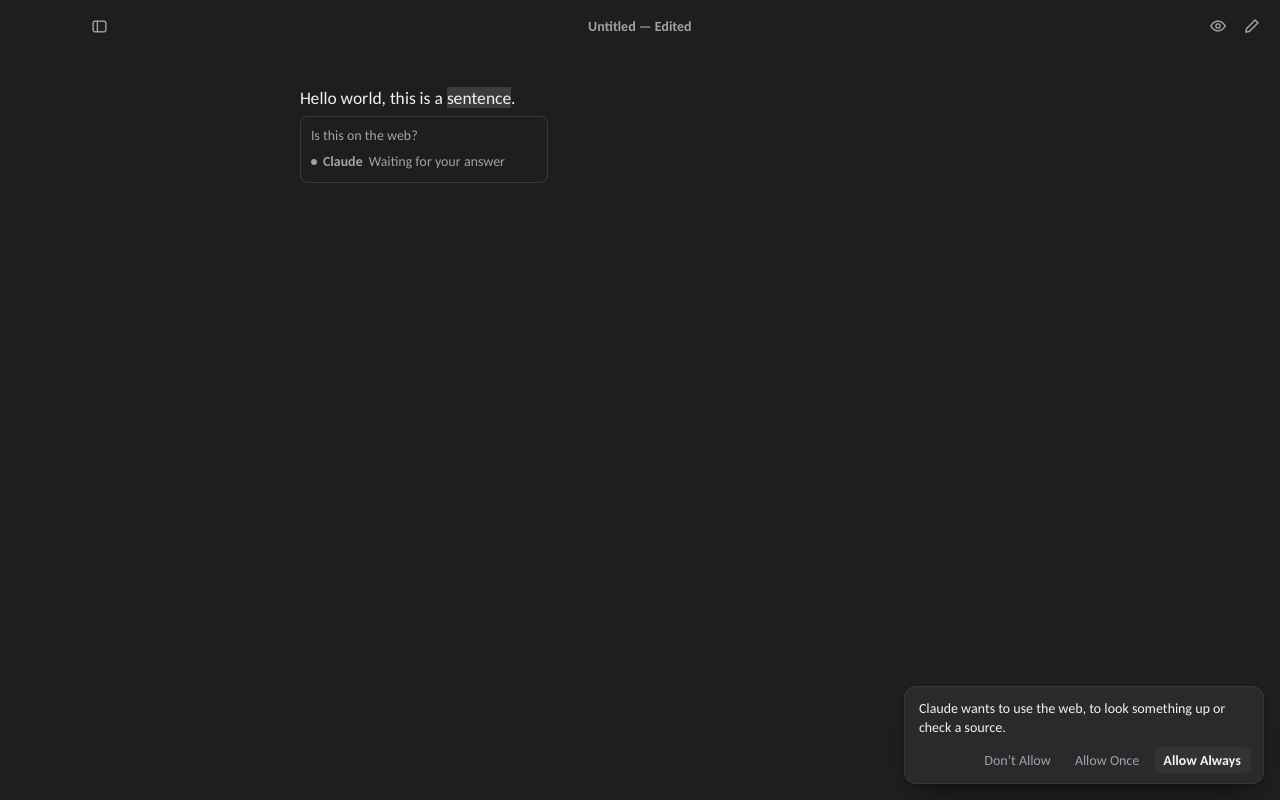 Untitled — Edited
Hello world, this is a sentence.
Is this on the web?
Claude Waiting for your answer
Claude wants to use the web, to look something up or
check a source.
Don’t Allow
Allow Once
Allow Always